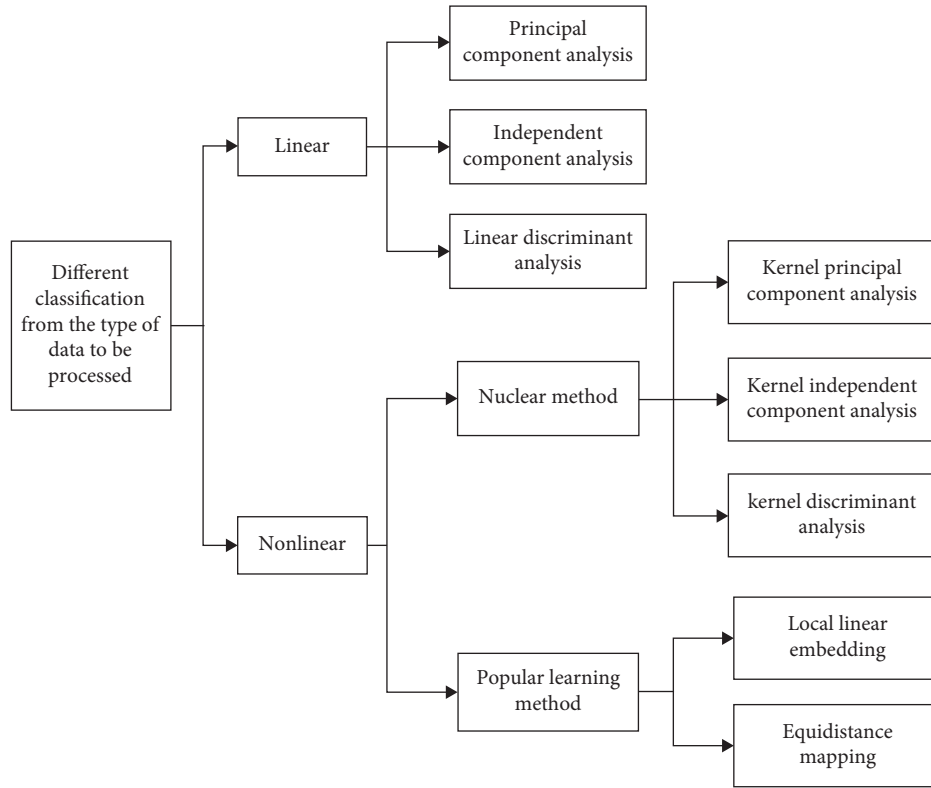 Principal
component analysis
Linear
Independent
component analysis
Linear discriminant
analysis
Different
classification
from the type of
data to be
processed
Kernel principal
component analysis
Nuclear method
Kernel independent
component analysis
kernel discriminant
analysis
Nonlinear
Local linear
embedding
Popular learning
method
Equidistance
mapping